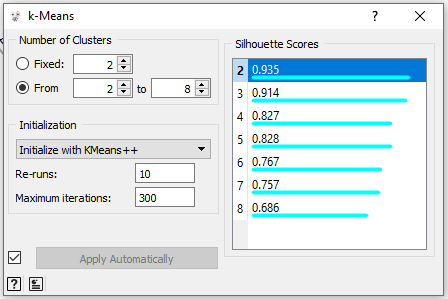 k-Means
?
Number of Clusters
Fixed: 2
From 2 to 8
Initialization
Initialize with KMeans++
Re-runs: 10
Maximum iterations: 300
Apply Automatically
?
Silhouette Scores
2 0.935
3 0.914
4 0.827
5 0.828
6 0.767
7 0.757
8 0.686